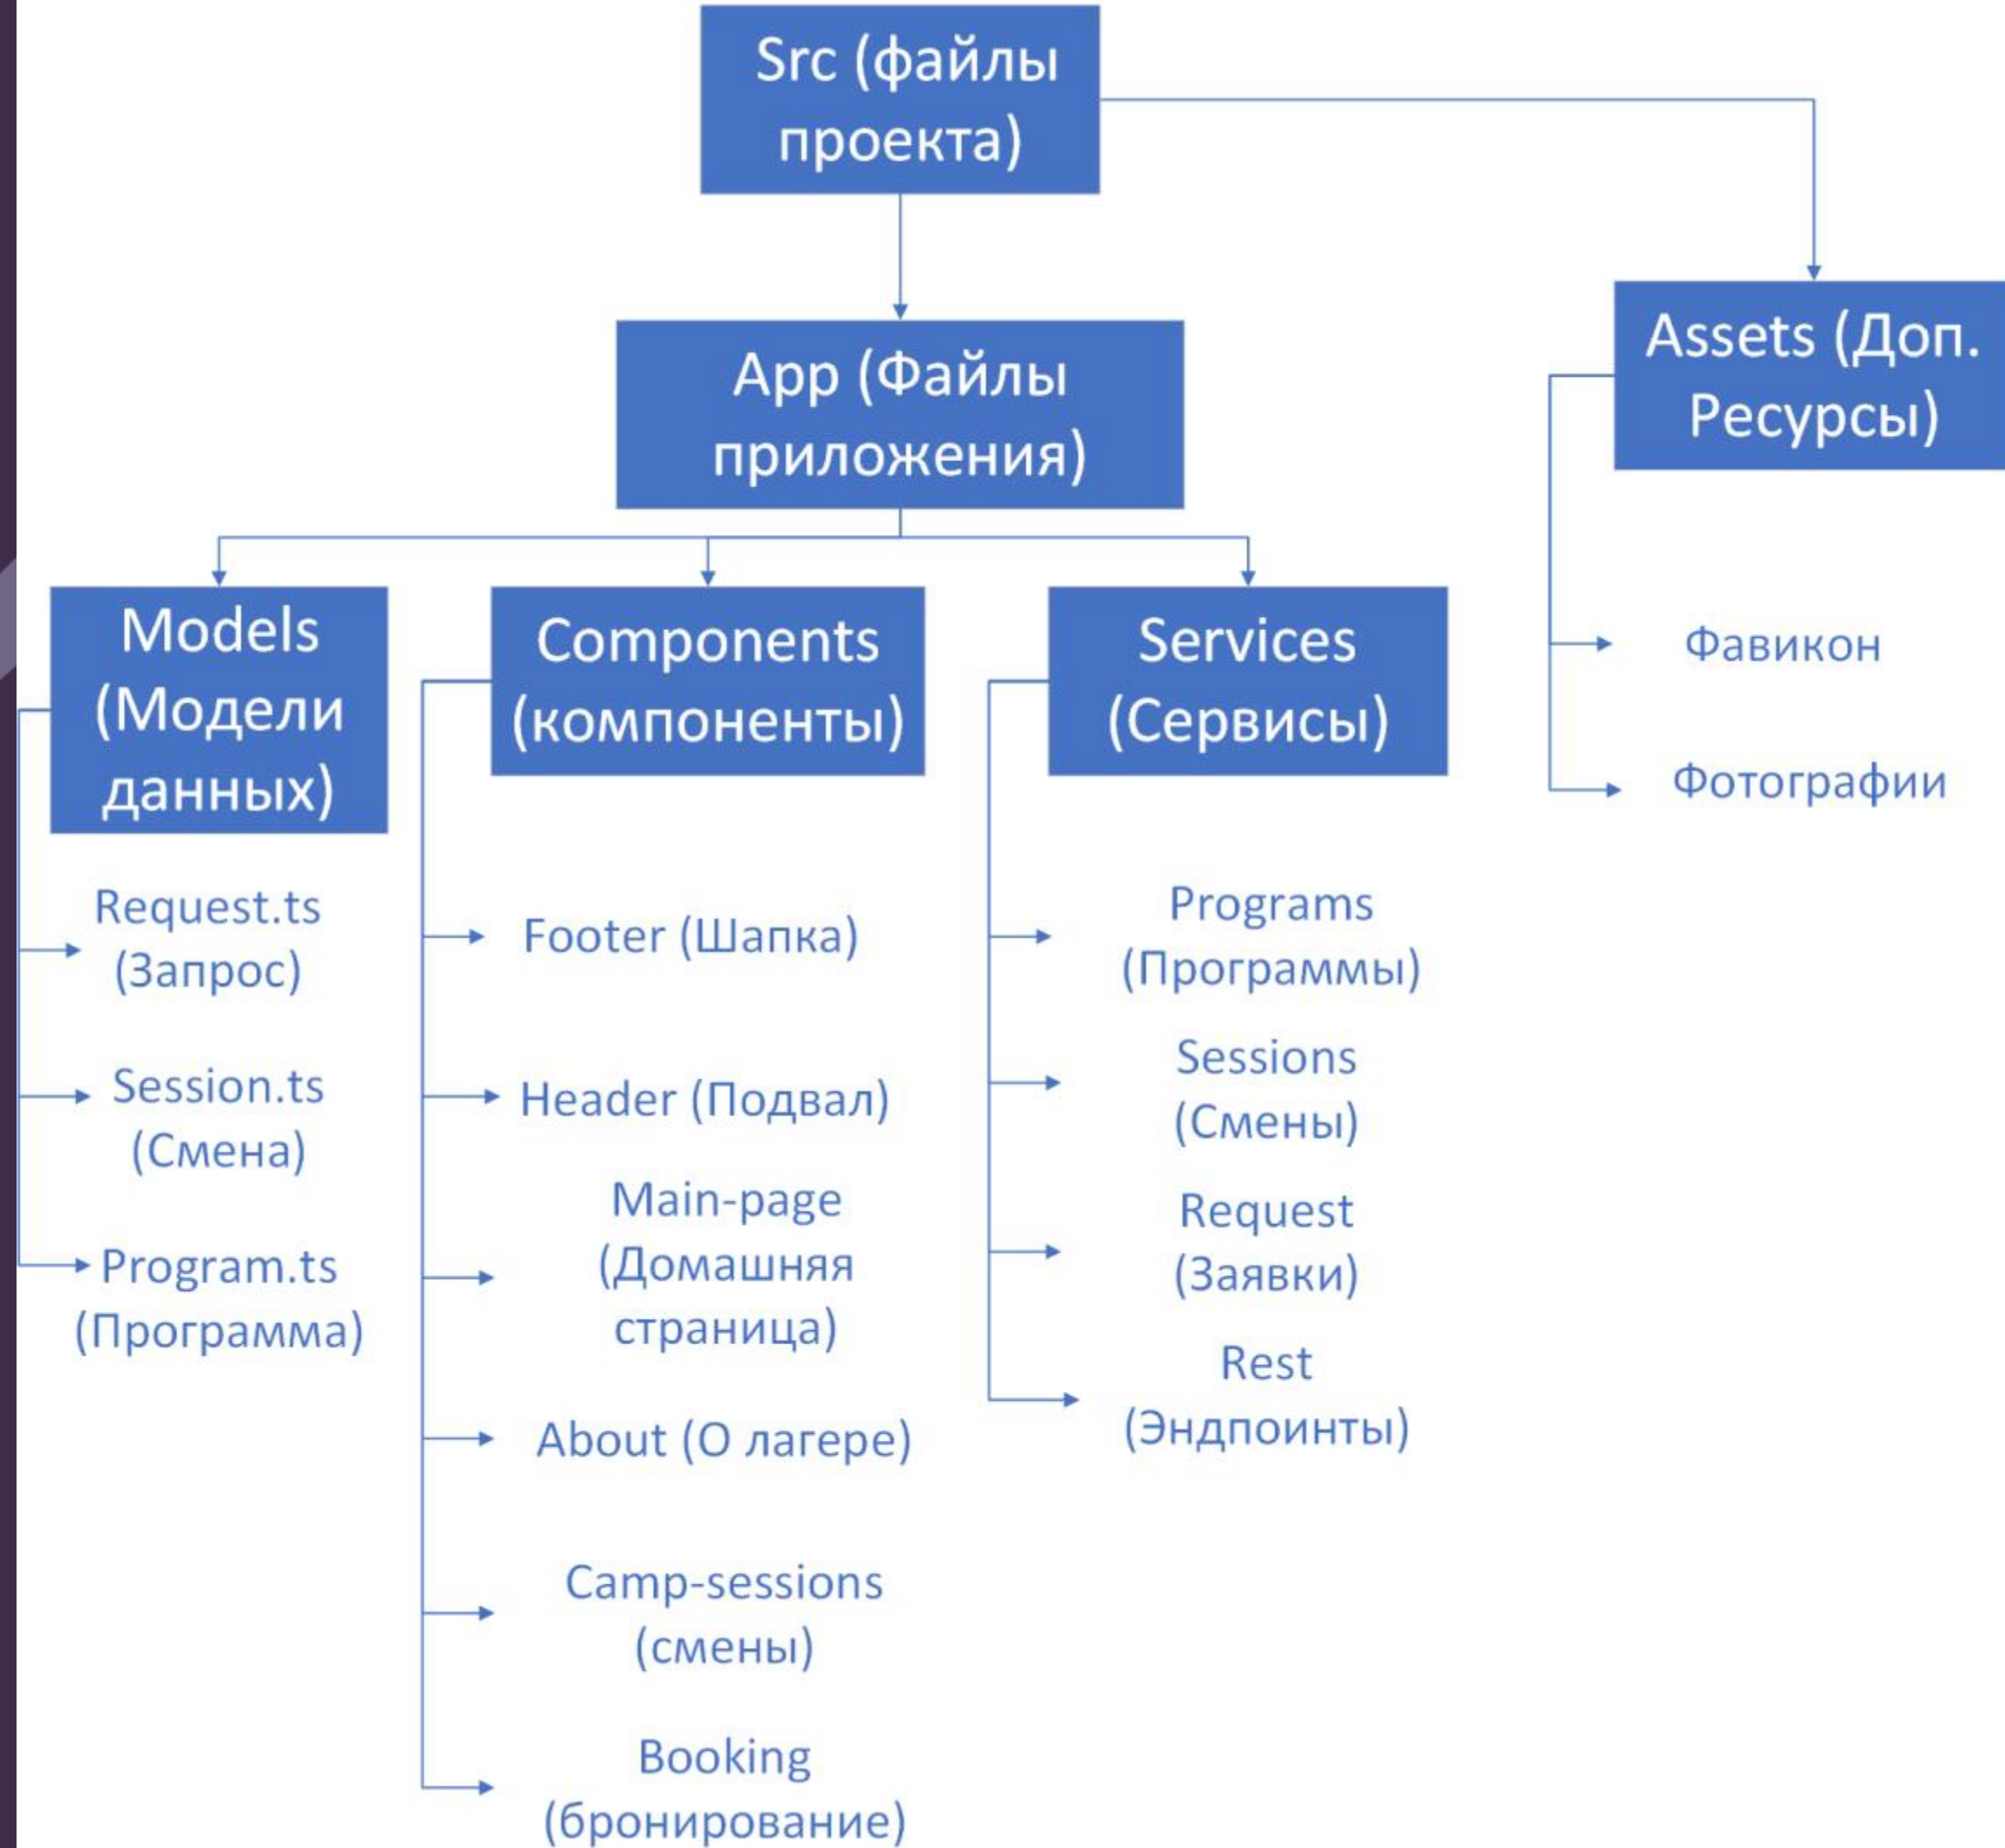 Src (файлы
проекта)
App (Файлы
приложения)
Assets (Доп.
Ресурсы)
Models
(Модели
данных)
Components
(компоненты)
Services
(Сервисы)
Фавикон
Фотографии
Request.ts
(Запрос)
Session.ts
(Смена)
Program.ts
(Программа)
Footer (Шапка)
Header (Подвал)
Main-page
(Домашняя
страница)
About (О лагере)
Camp-sessions
(смены)
Booking
(бронирование)
Programs
(Программы)
Sessions
(Смены)
Request
(Заявки)
Rest
(Эндпоинты)